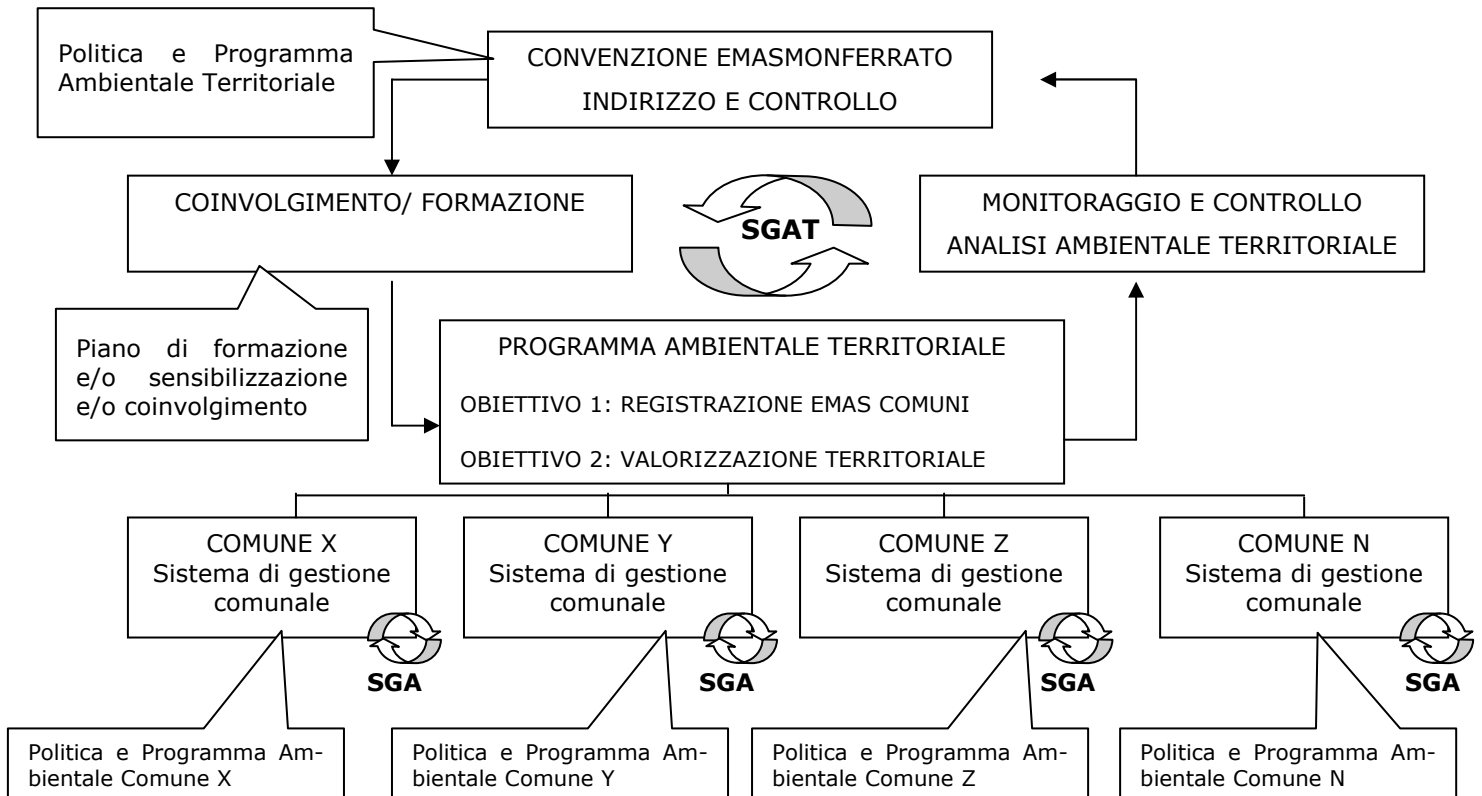 Politica e Programma
Ambientale Territoriale
CONVENZIONE EMASMONFERRATO
INDIRIZZO E CONTROLLO
COINVOLGIMENTO/ FORMAZIONE
SGAT
MONITORAGGIO E CONTROLLO
ANALISI AMBIENTALE TERRITORIALE
Piano di formazione
e/o sensibilizzazione
e/o coinvolgimento
PROGRAMMA AMBIENTALE TERRITORIALE
OBIETTIVO 1: REGISTRAZIONE EMAS COMUNI
OBIETTIVO 2: VALORIZZAZIONE TERRITORIALE
COMUNE X
Sistema di gestione
comunale
SGA
COMUNE Y
Sistema di gestione
comunale
SGA
COMUNE Z
Sistema di gestione
comunale
SGA
COMUNE N
Sistema di gestione
comunale
SGA
Politica e Programma Am-
bientale Comune X
Politica e Programma Am-
bientale Comune Y
Politica e Programma Am-
bientale Comune Z
Politica e Programma Am-
bientale Comune N